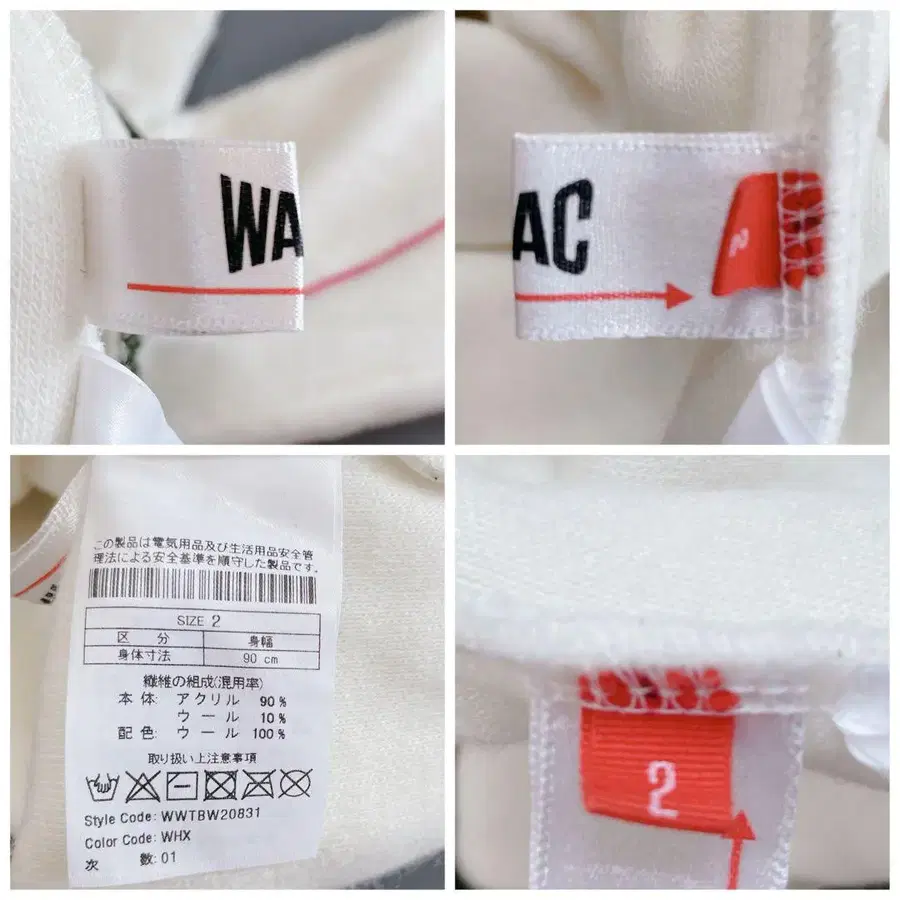 WA
AC
2
この製品は電気用品及び生活用品安全管
理法による安全基準を順守した製品です.
SIZE 2
区 分 身幅
身体寸法 90 cm
繊維の組成(混用率)
本 体: アクリル 90 %
ウール 10 %
配 色: ウール 100 %
取り扱い上注意事項
Style Code: WWTBW20831
Color Code: WHX
次 数: 01
2